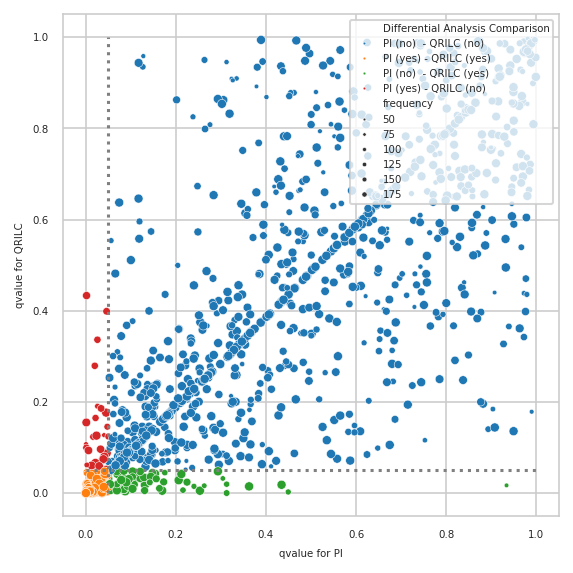 Differential Analysis Comparison
PI (no) - QRILC (no)
PI (yes) - QRILC (yes)
PI (no) - QRILC (yes)
PI (yes) - QRILC (no)
frequency
50
75
100
125
150
175
1.0
0.8
0.6
0.4
0.2
0.0
qvalue for QRILC
0.0 0.2 0.4 0.6 0.8 1.0
qvalue for PI